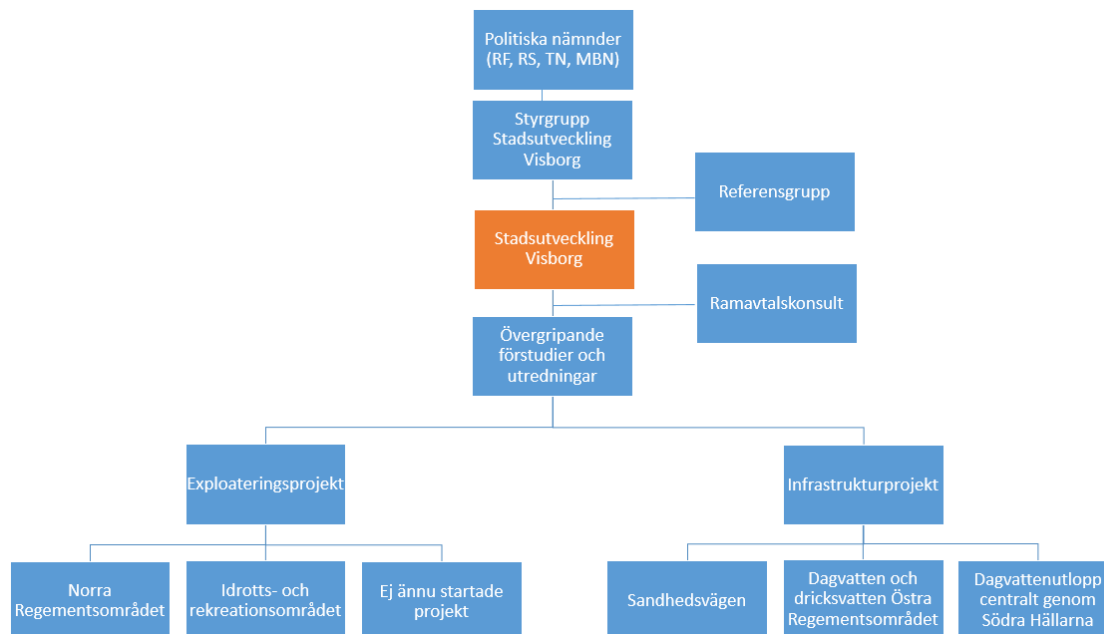 Politiska nämnder
(RF, RS, TN, MBN)
Styrgrupp
Stadsutveckling
Visborg
Referensgrupp
Stadsutveckling
Visborg
Ramavtalskonsult
Övergripande
förstudier och
utredningar
Exploateringsprojekt
Infrastrukturprojekt
Norra
Regementsområdet
Idrotts- och
rekreationsområdet
Ej ännu startade
projekt
Sandhedsvägen
Dagvatten och
dricksvatten Östra
Regementsområdet
Dagvattenutlopp
centralt genom
Södra Hällarna